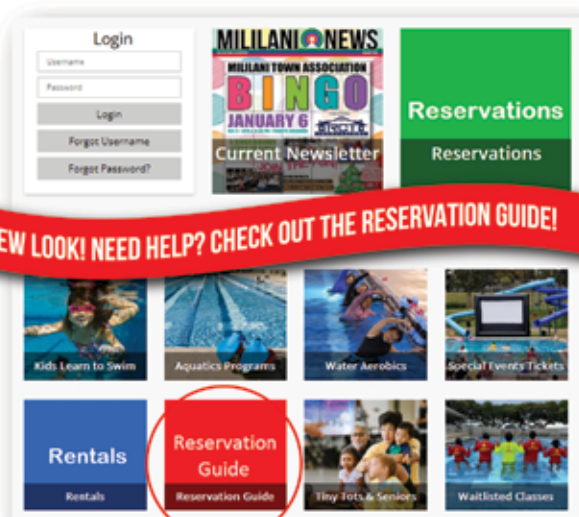 Login
Username
Password
Login
Forgot Username
Forgot Password?
MILILANI NEWS
MILILANI TOWN ASSOCIATION
BINGO
JANUARY 6
Current Newsletter
Reservations
Reservations
EW LOOK! NEED HELP? CHECK OUT THE RESERVATION GUIDE!
Kids Learn to Swim
Aquatics Programs
Water Aerobics
Special Events Tickets
Rentals
Rentals
Reservation
Guide
Reservation Guide
Tiny Tots & Seniors
Waitlisted Classes